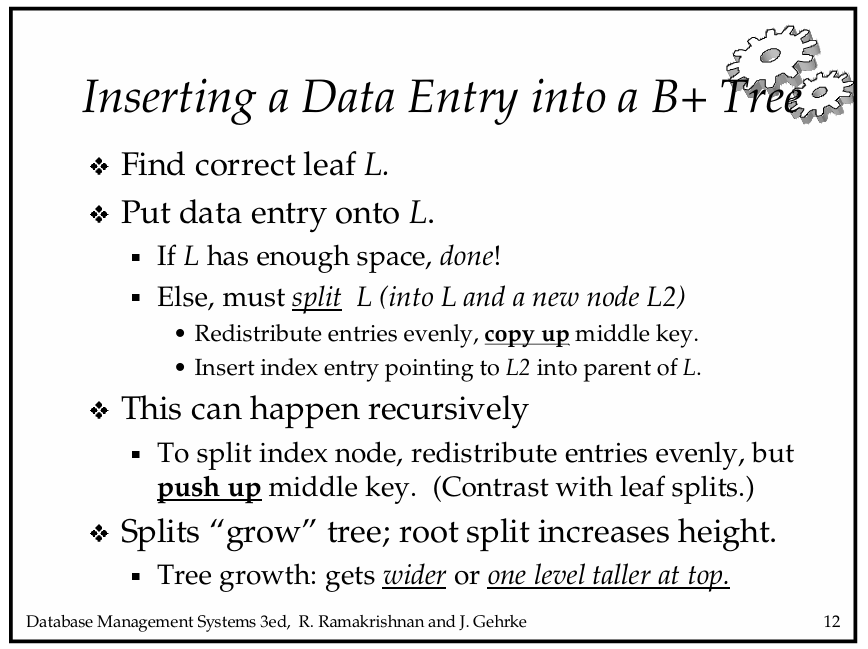 Inserting a Data Entry into a B+ Tree
❖ Find correct leaf L.
❖ Put data entry onto L.
▪ If L has enough space, done!
▪ Else, must split L (into L and a new node L2)
• Redistribute entries evenly, copy up middle key.
• Insert index entry pointing to L2 into parent of L.
❖ This can happen recursively
▪ To split index node, redistribute entries evenly, but
push up middle key. (Contrast with leaf splits.)
❖ Splits “grow” tree; root split increases height.
▪ Tree growth: gets wider or one level taller at top.
Database Management Systems 3ed, R. Ramakrishnan and J. Gehrke 12